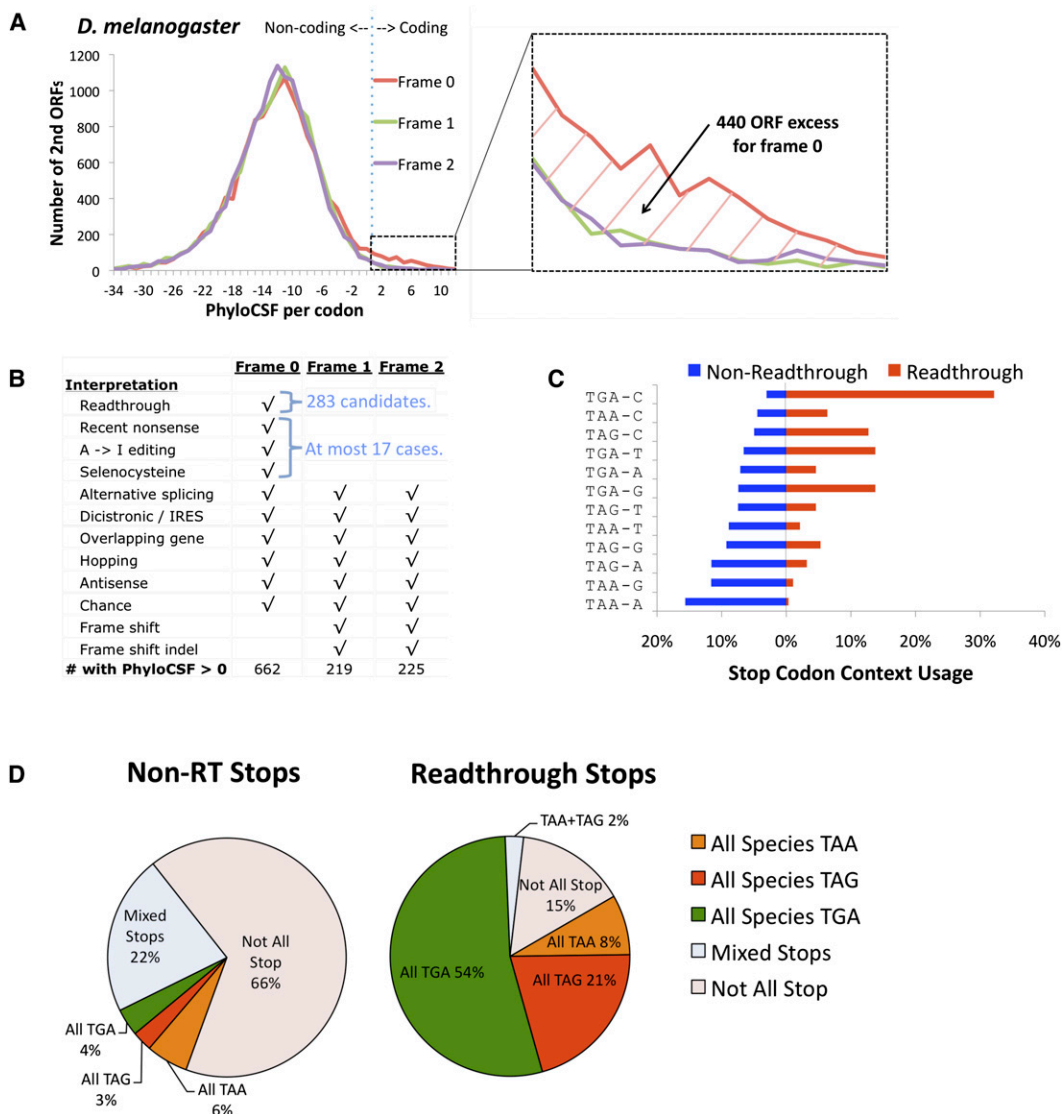 A
D. melanogaster
Non-coding <--
--> Coding
Number of 2nd ORFs
1200
1000
800
600
400
200
0
-34 -30 -26 -22 -18 -14 -10 -6 -2 2 6 10
PhyloCSF per codon
Frame 0
Frame 1
Frame 2
440 ORF excess
for frame 0
B
Frame 0 Frame 1 Frame 2
Interpretation
Readthrough √ 283 candidates.
Recent nonsense √
A -> I editing √ At most 17 cases.
Selenocysteine √
Alternative splicing √ √ √
Dicistronic / IRES √ √ √
Overlapping gene √ √ √
Hopping √ √ √
Antisense √ √ √
Chance √ √ √
Frame shift √ √
Frame shift indel √ √
# with PhyloCSF > 0 662 219 225
C
Non-Readthrough Readthrough
TGA-C
TAA-C
TAG-C
TGA-T
TGA-A
TGA-G
TAG-T
TAA-T
TAG-G
TAG-A
TAA-G
TAA-A
20% 10% 0% 10% 20% 30% 40%
Stop Codon Context Usage
D
Non-RT Stops
Mixed
Stops
22%
Not All
Stop
66%
All TGA
4%
All TAG
3%
All TAA
6%
Readthrough Stops
TAA+TAG 2%
Not All Stop
15%
All TAA 8%
All TGA 54%
All TAG 21%
All Species TAA
All Species TAG
All Species TGA
Mixed Stops
Not All Stop